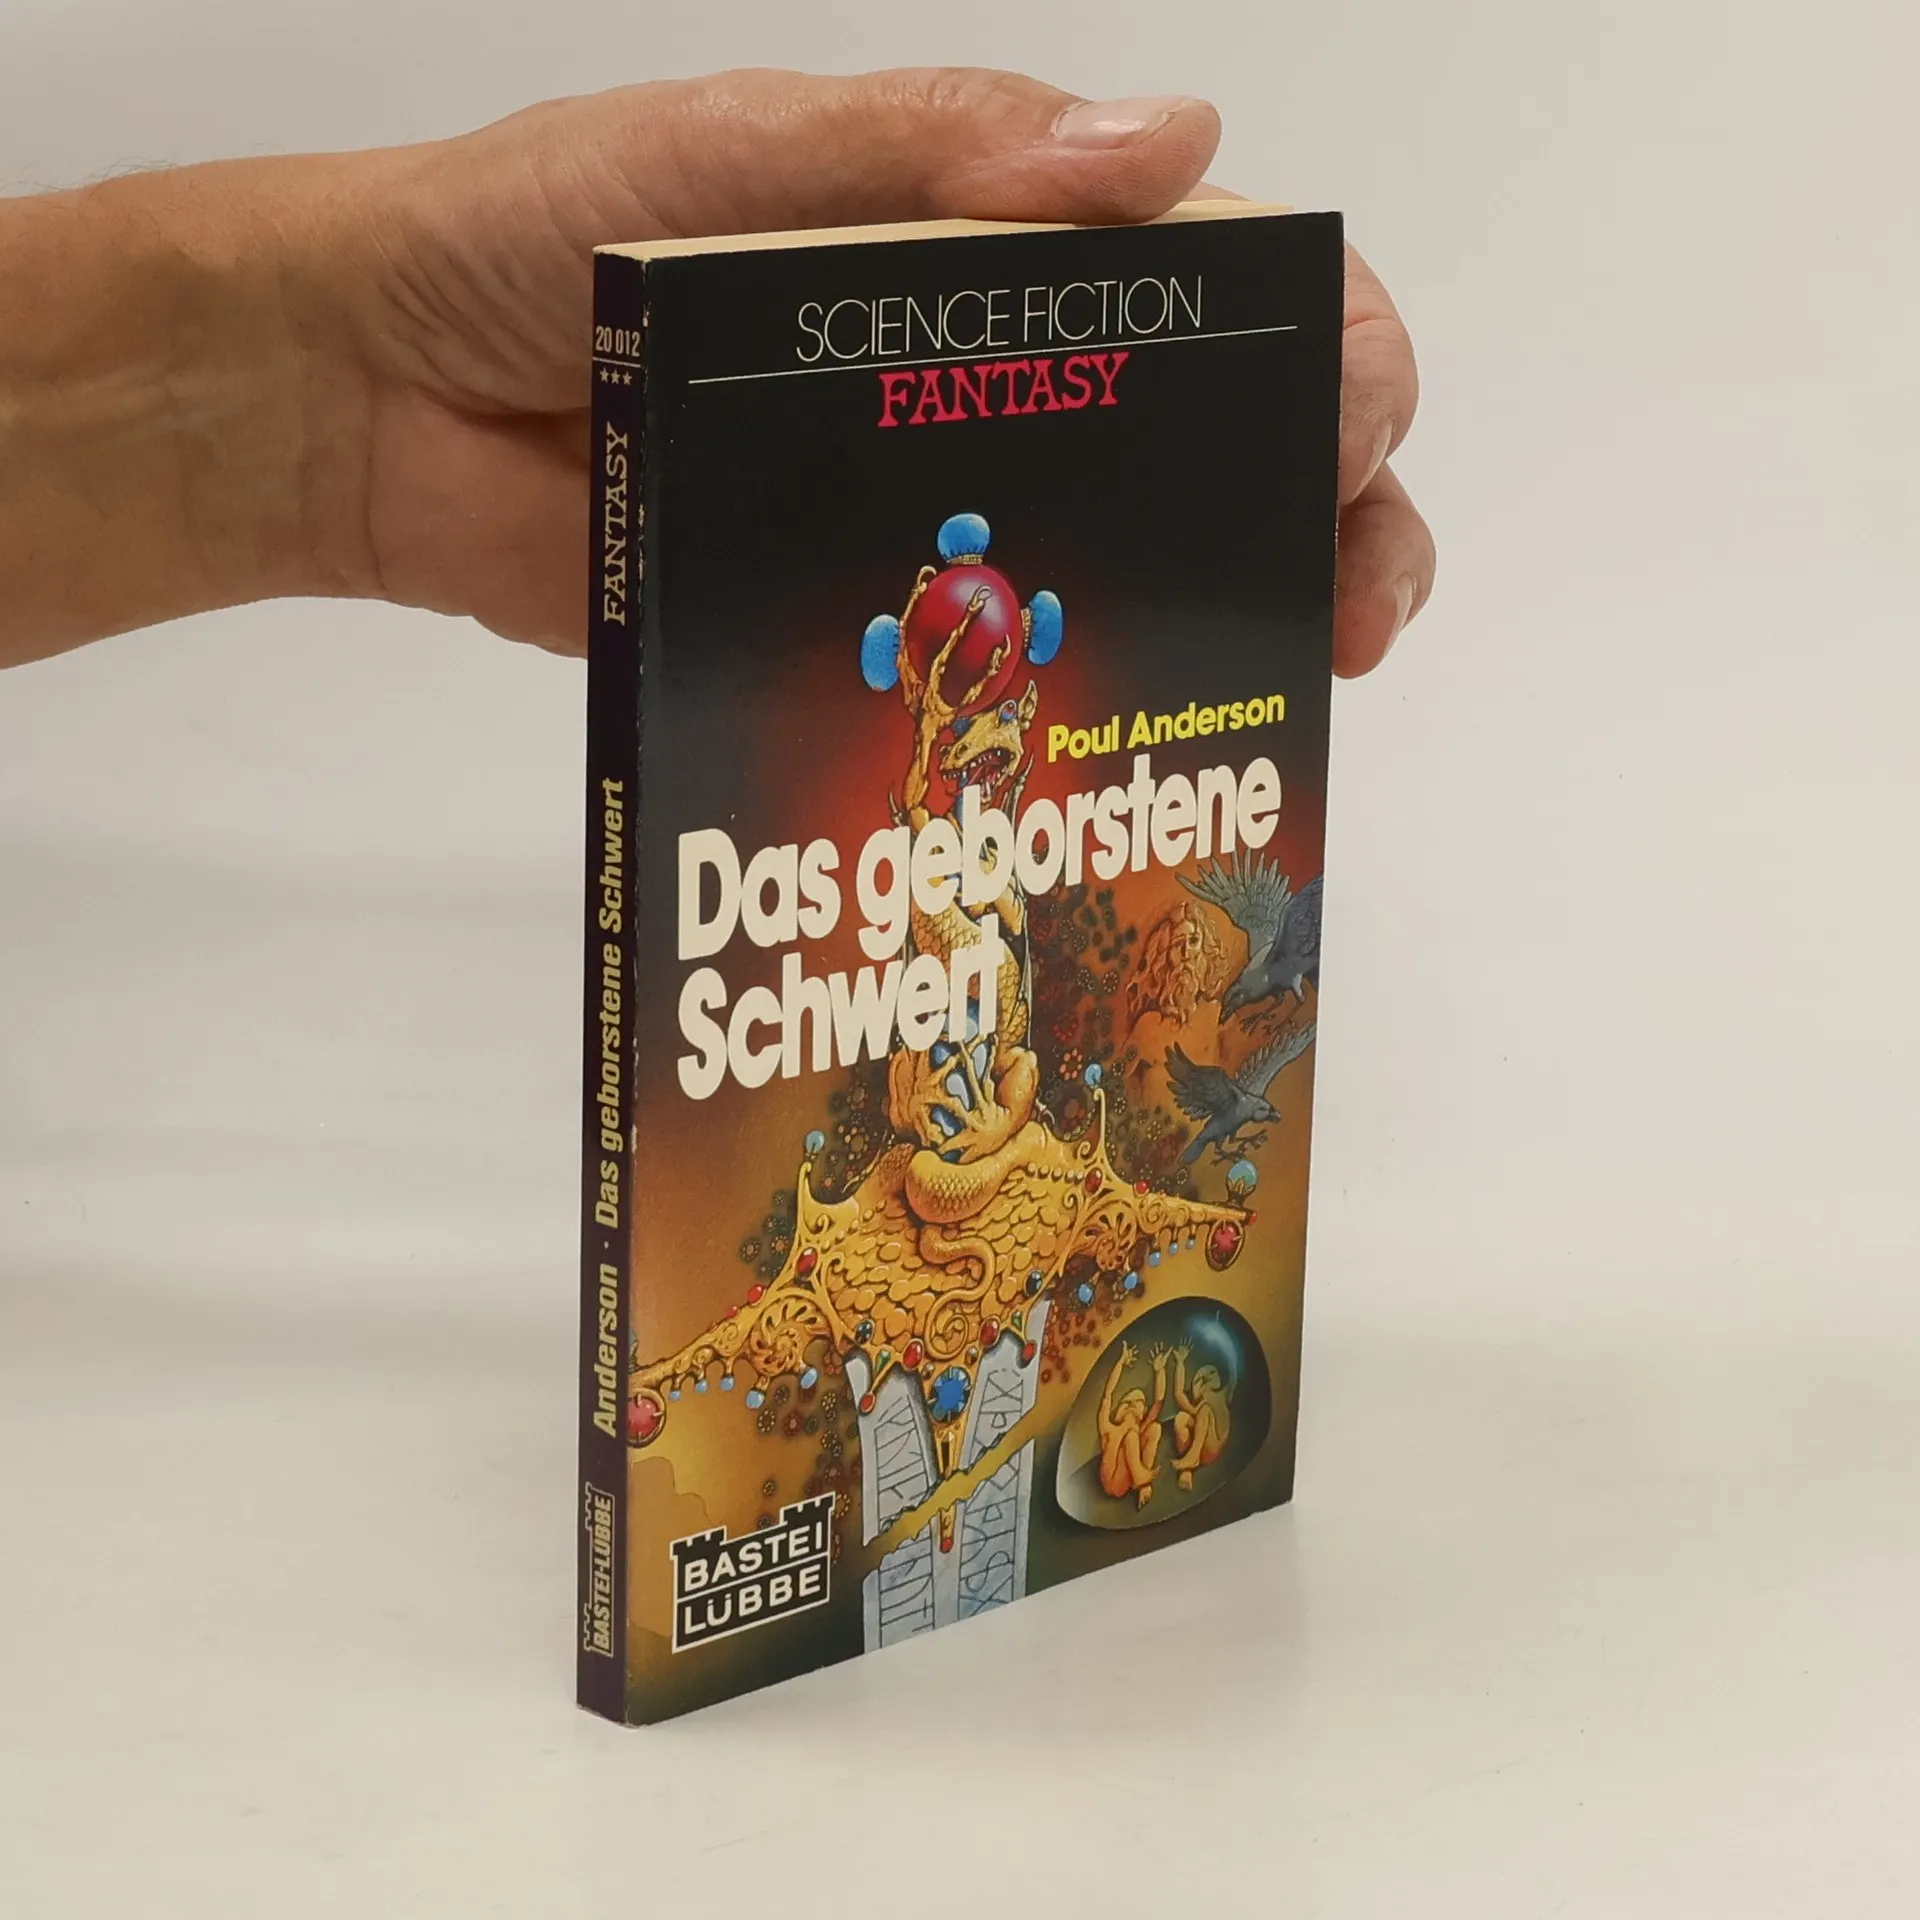 SCIENCE FICTION
FANTASY
Poul Anderson
Das geborstene
Schwert
BASTEI
LÜBBE
20 012
***
FANTASY
Anderson · Das geborstene Schwert
BASTEI-LÜBBE